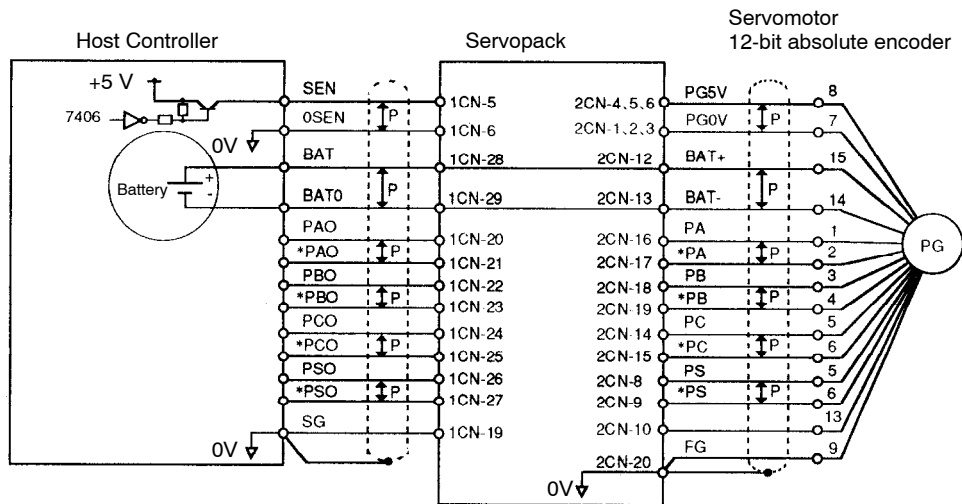 Host Controller
Servopack
Servomotor
12-bit absolute encoder
+5 V
7406
SEN
P
1CN-5
2CN-4、5、6
PG5V
P
8
0SEN
1CN-6
2CN-1、2、3
PG0V
7
0V
BAT
1CN-28
2CN-12
BAT+
15
Battery
+
-
P
P
BAT0
1CN-29
2CN-13
BAT-
14
PAO
1CN-20
2CN-16
PA
1
*PAO
P
1CN-21
2CN-17
*PA
P
2
PG
PBO
1CN-22
2CN-18
PB
3
*PBO
P
1CN-23
2CN-19
*PB
P
4
PCO
1CN-24
2CN-14
PC
5
*PCO
P
1CN-25
2CN-15
*PC
P
6
PSO
1CN-26
2CN-8
PS
5
*PSO
P
1CN-27
2CN-9
*PS
P
6
SG
1CN-19
2CN-10
13
0V
FG
9
2CN-20
0V